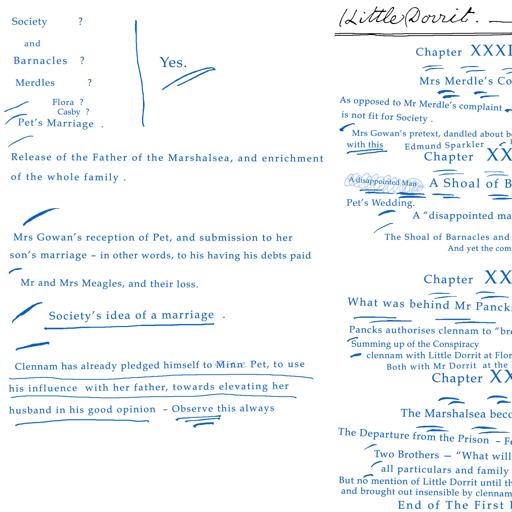 Society ?
and
Barnacles ?
Merdles ?
Flora ?
Casby ?
Pet's Marriage .
Yes.
Release of the Father of the Marshalsea, and enrichment
of the whole family .
Mrs Gowan's reception of Pet, and submission to her
son's marriage – in other words, to his having his debts paid
Mr and Mrs Meagles, and their loss.
Society's idea of a marriage .
Clennam has already pledged himself to Minn Pet, to use
his influence with her father, towards elevating her
husband in his good opinion – Observe this always
Little Dorrit. —
Chapter XXXI
Mrs Merdle's Co
As opposed to Mr Merdle's complaint
is not fit for Society .
Mrs Gowan's pretext, dandled about be
with this Edmund Sparkler
Chapter XX
A disappointed Man A Shoal of B
Pet's Wedding.
A “disappointed ma
The Shoal of Barnacles and
And yet the com
Chapter XX
What was behind Mr Pancks
Pancks authorises clennam to “bre
Summing up of the Conspiracy
clennam with Little Dorrit at Flor
Both with Mr Dorrit at the
Chapter XX
The Marshalsea beco
The Departure from the Prison – Fo
Two Brothers — “What will
all particulars and family
But no mention of Little Dorrit until th
and brought out insensible by clennam
End of The First